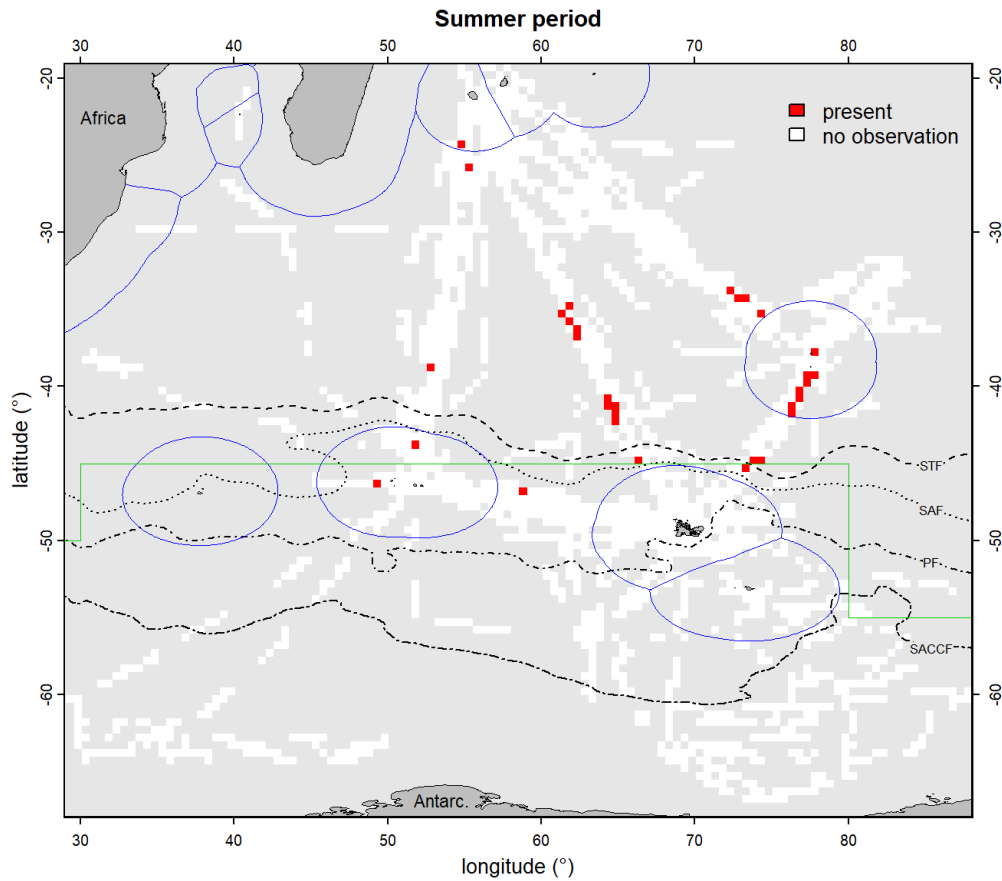 Summer period
30 40 50 60 70 80
-20 -20
Africa
present
no observation
-30 -30
-40 -40
latitude (°)
STF
SAF
-50 -50
PF
SACCF
-60 -60
Antarc.
30 40 50 60 70 80
longitude (°)